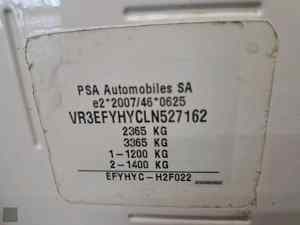 PSA Automobiles SA
e2*2007/46*0625
VR3EFYHYCLN527162
2365 KG
3365 KG
1-1200 KG
2-1400 KG
EFYHYC-H2F022